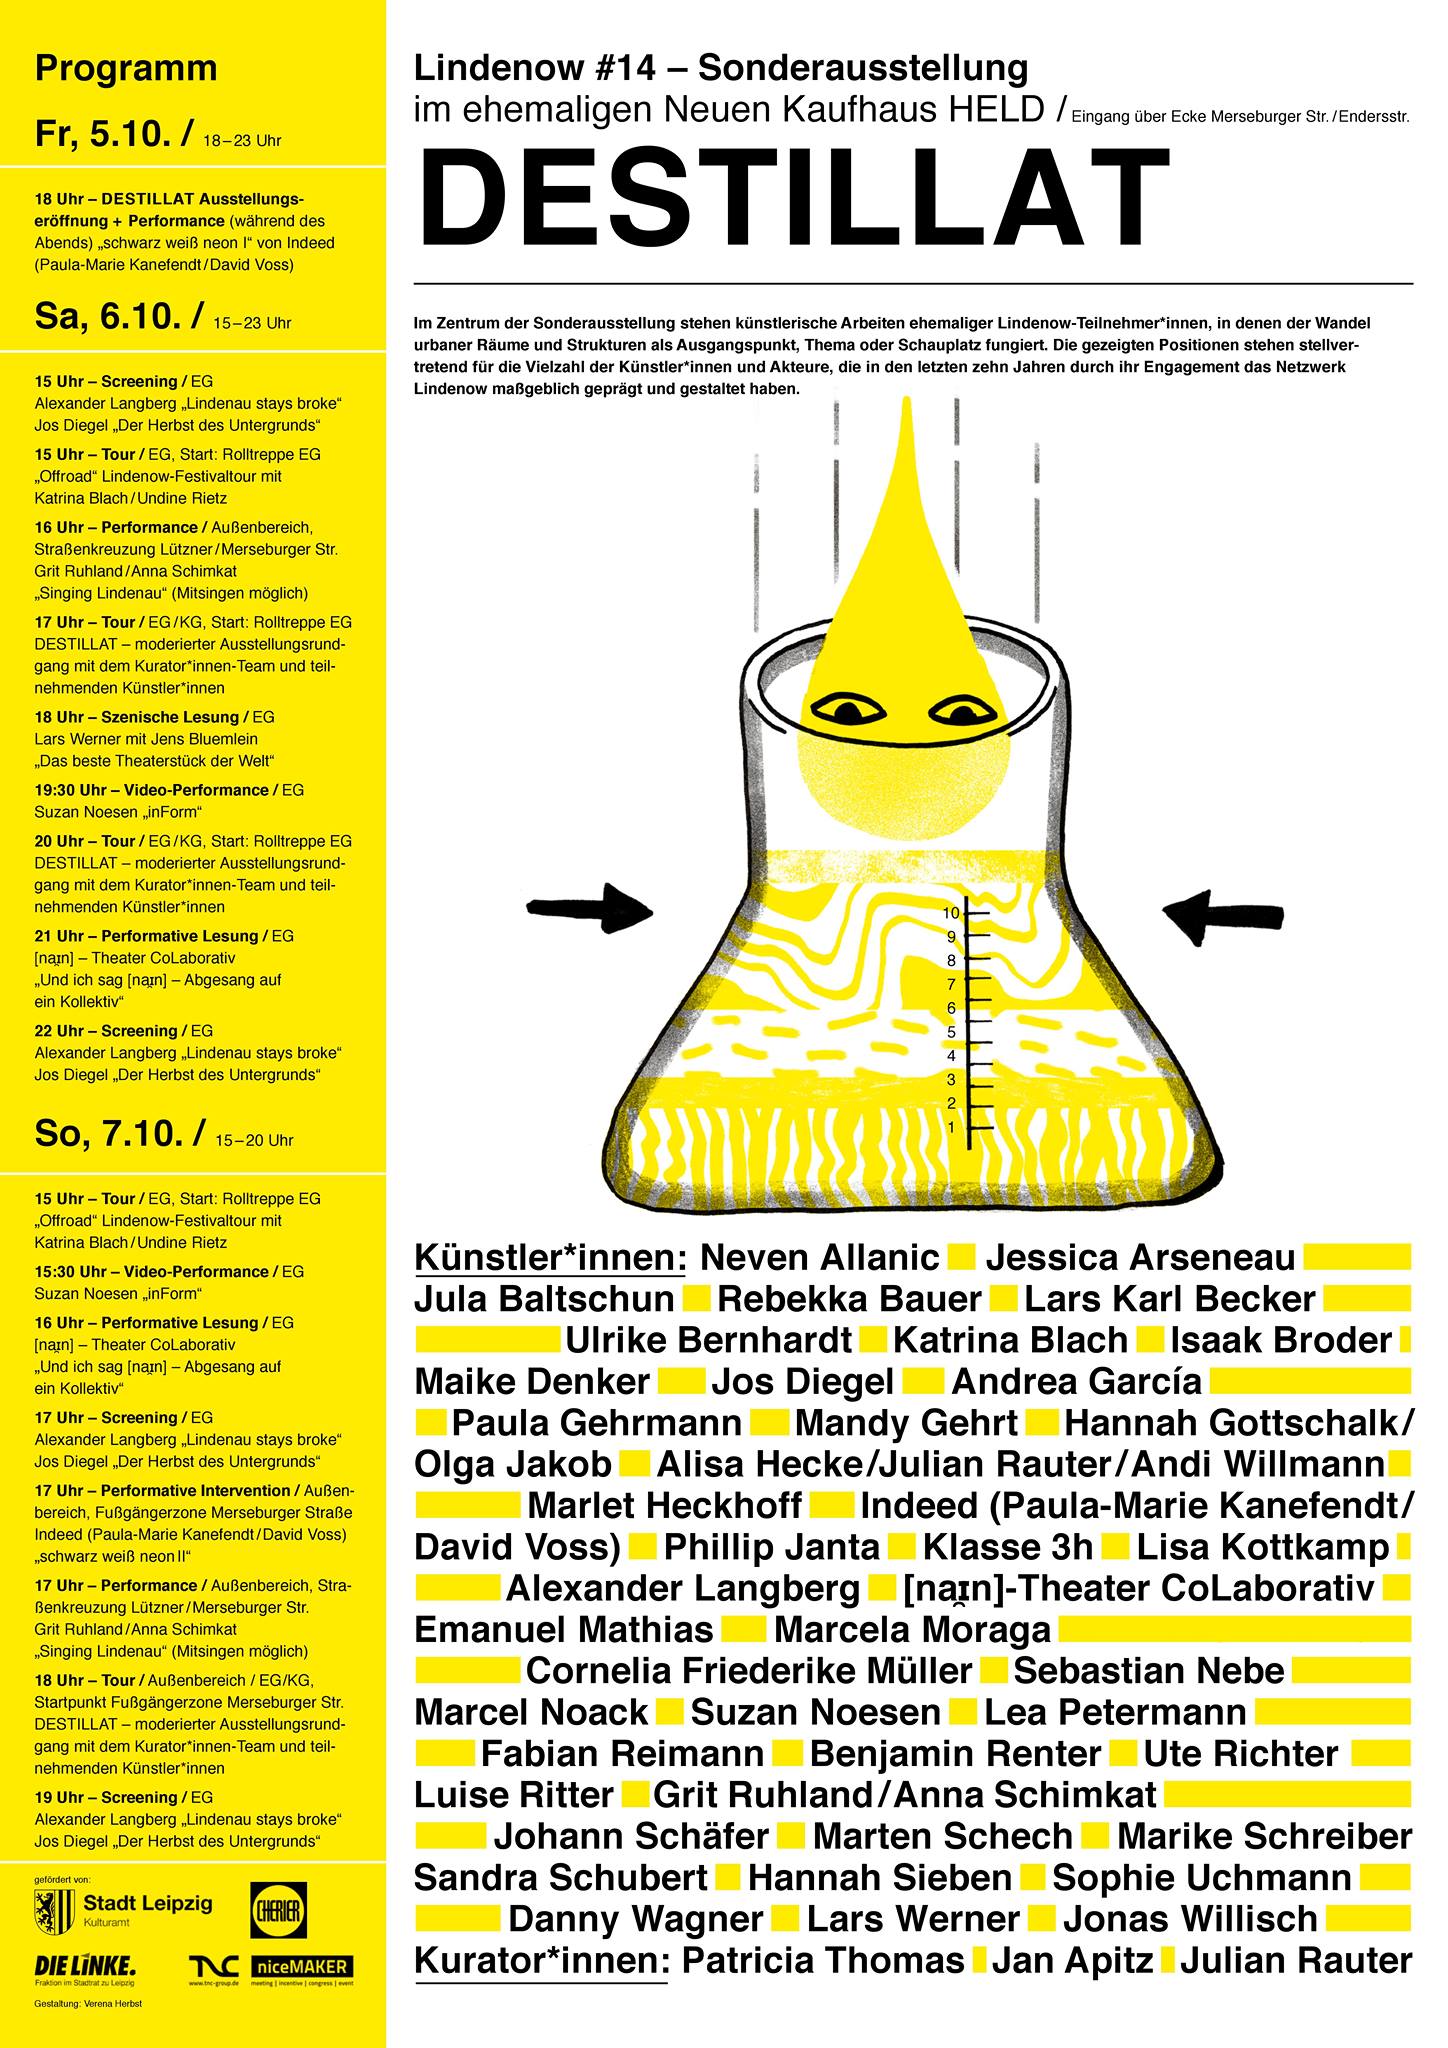 Programm
Fr, 5.10. / 18–23 Uhr
18 Uhr – DESTILLAT Ausstellungs-
eröffnung + Performance (während des
Abends) „schwarz weiß neon I“ von Indeed
(Paula-Marie Kanefendt/David Voss)
Sa, 6.10. / 15–23 Uhr
15 Uhr – Screening / EG
Alexander Langberg „Lindenau stays broke“
Jos Diegel „Der Herbst des Untergrunds“
15 Uhr – Tour / EG, Start: Rolltreppe EG
„Offroad“ Lindenow-Festivaltour mit
Katrina Blach/Undine Rietz
16 Uhr – Performance / Außenbereich,
Straßenkreuzung Lützner/Merseburger Str.
Grit Ruhland/Anna Schimkat
„Singing Lindenau“ (Mitsingen möglich)
17 Uhr – Tour / EG/KG, Start: Rolltreppe EG
DESTILLAT – moderierter Ausstellungsrund-
gang mit dem Kurator*innen-Team und teil-
nehmenden Künstler*innen
18 Uhr – Szenische Lesung / EG
Lars Werner mit Jens Bluemlein
„Das beste Theaterstück der Welt“
19:30 Uhr – Video-Performance / EG
Suzan Noesen „inForm“
20 Uhr – Tour / EG/KG, Start: Rolltreppe EG
DESTILLAT – moderierter Ausstellungsrund-
gang mit dem Kurator*innen-Team und teil-
nehmenden Künstler*innen
21 Uhr – Performative Lesung / EG
[naɪ̯n] – Theater CoLaborativ
„Und ich sag [naɪ̯n] – Abgesang auf
ein Kollektiv“
22 Uhr – Screening / EG
Alexander Langberg „Lindenau stays broke“
Jos Diegel „Der Herbst des Untergrunds“
So, 7.10. / 15–20 Uhr
15 Uhr – Tour / EG, Start: Rolltreppe EG
„Offroad“ Lindenow-Festivaltour mit
Katrina Blach/Undine Rietz
15:30 Uhr – Video-Performance / EG
Suzan Noesen „inForm“
16 Uhr – Performative Lesung / EG
[naɪ̯n] – Theater CoLaborativ
„Und ich sag [naɪ̯n] – Abgesang auf
ein Kollektiv“
17 Uhr – Screening / EG
Alexander Langberg „Lindenau stays broke“
Jos Diegel „Der Herbst des Untergrunds“
17 Uhr – Performative Intervention / Außen-
bereich, Fußgängerzone Merseburger Straße
Indeed (Paula-Marie Kanefendt/David Voss)
„schwarz weiß neon II“
17 Uhr – Performance / Außenbereich, Stra-
ßenkreuzung Lützner/Merseburger Str.
Grit Ruhland/Anna Schimkat
„Singing Lindenau“ (Mitsingen möglich)
18 Uhr – Tour / Außenbereich / EG/KG,
Startpunkt Fußgängerzone Merseburger Str.
DESTILLAT – moderierter Ausstellungsrund-
gang mit dem Kurator*innen-Team und teil-
nehmenden Künstler*innen
19 Uhr – Screening / EG
Alexander Langberg „Lindenau stays broke“
Jos Diegel „Der Herbst des Untergrunds“
gefördert von:
Stadt Leipzig
Kulturamt
CHERIER
DIE LINKE.
Fraktion im Stadtrat zu Leipzig
TNC
www.tnc-group.de
niceMAKER
meeting | incentive | congress | event
Gestaltung: Verena Herbst
Lindenow #14 – Sonderausstellung
im ehemaligen Neuen Kaufhaus HELD / Eingang über Ecke Merseburger Str./Endersstr.
DESTILLAT
Im Zentrum der Sonderausstellung stehen künstlerische Arbeiten ehemaliger Lindenow-Teilnehmer*innen, in denen der Wandel
urbaner Räume und Strukturen als Ausgangspunkt, Thema oder Schauplatz fungiert. Die gezeigten Positionen stehen stellver-
tretend für die Vielzahl der Künstler*innen und Akteure, die in den letzten zehn Jahren durch ihr Engagement das Netzwerk
Lindenow maßgeblich geprägt und gestaltet haben.
10
9
8
7
6
5
4
3
2
1
Künstler*innen: Neven Allanic Jessica Arseneau
Jula Baltschun Rebekka Bauer Lars Karl Becker
Ulrike Bernhardt Katrina Blach Isaak Broder
Maike Denker Jos Diegel Andrea García
Paula Gehrmann Mandy Gehrt Hannah Gottschalk/
Olga Jakob Alisa Hecke/Julian Rauter/Andi Willmann
Marlet Heckhoff Indeed (Paula-Marie Kanefendt/
David Voss) Phillip Janta Klasse 3h Lisa Kottkamp
Alexander Langberg [naɪ̯n]-Theater CoLaborativ
Emanuel Mathias Marcela Moraga
Cornelia Friederike Müller Sebastian Nebe
Marcel Noack Suzan Noesen Lea Petermann
Fabian Reimann Benjamin Renter Ute Richter
Luise Ritter Grit Ruhland/Anna Schimkat
Johann Schäfer Marten Schech Marike Schreiber
Sandra Schubert Hannah Sieben Sophie Uchmann
Danny Wagner Lars Werner Jonas Willisch
Kurator*innen: Patricia Thomas Jan Apitz Julian Rauter